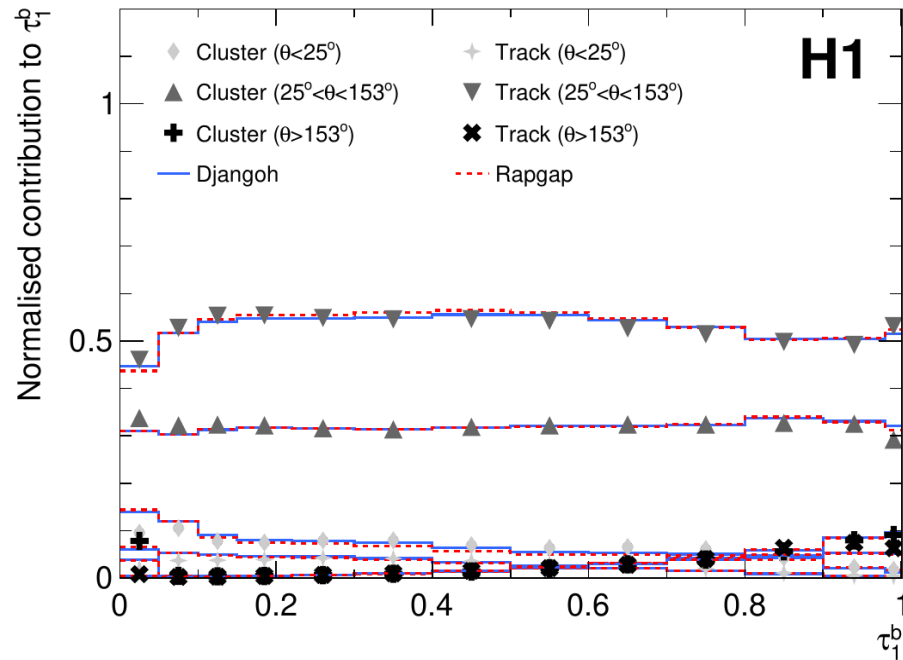 Normalised contribution to τ₁ᵇ
H1
Cluster (θ<25°)
Track (θ<25°)
Cluster (25°<θ<153°)
Track (25°<θ<153°)
Cluster (θ>153°)
Track (θ>153°)
Djangoh
Rapgap
1
0.5
0
0 0.2 0.4 0.6 0.8 1
τ₁ᵇ